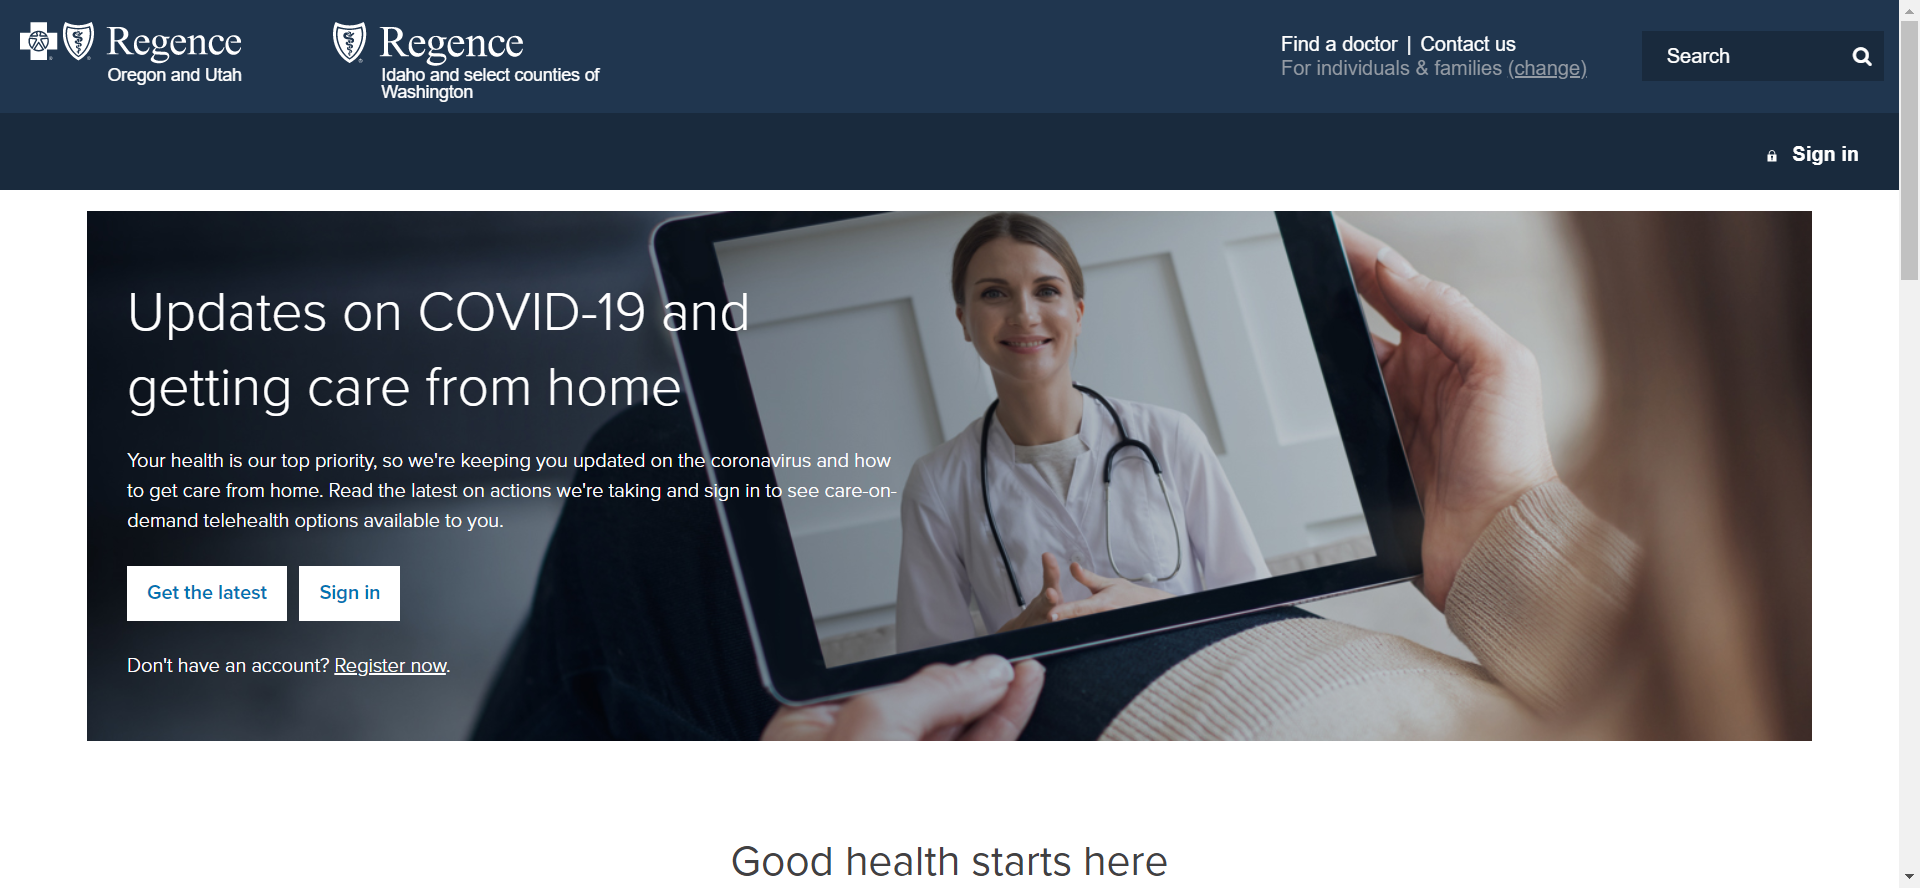 Regence
Oregon and Utah
Regence
Idaho and select counties of
Washington
Find a doctor | Contact us
For individuals & families (change)
Search
Sign in
Updates on COVID-19 and
getting care from home
Your health is our top priority, so we're keeping you updated on the coronavirus and how
to get care from home. Read the latest on actions we're taking and sign in to see care-on-
demand telehealth options available to you.
Get the latest
Sign in
Don't have an account? Register now.
Good health starts here